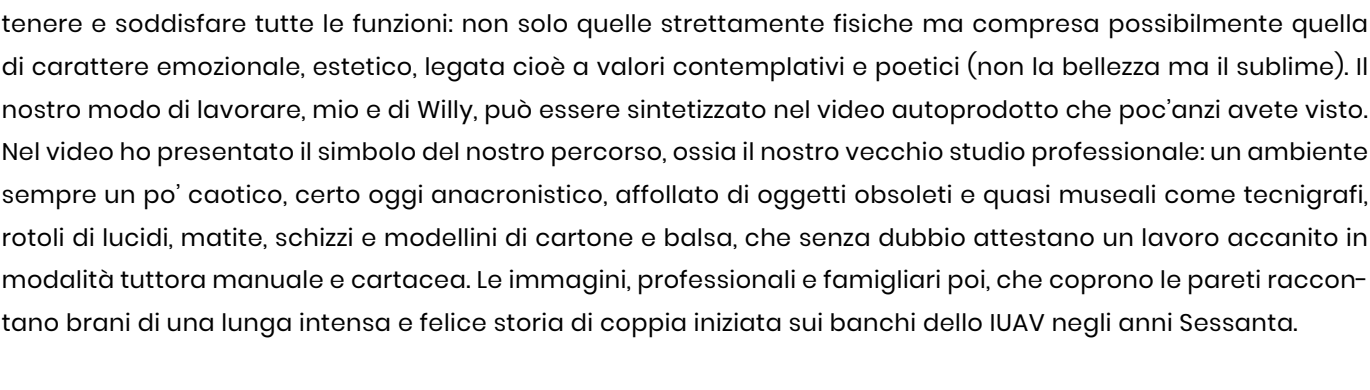 tenere e soddisfare tutte le funzioni: non solo quelle strettamente fisiche ma compresa possibilmente quella
di carattere emozionale, estetico, legata cioè a valori contemplativi e poetici (non la bellezza ma il sublime). Il
nostro modo di lavorare, mio e di Willy, può essere sintetizzato nel video autoprodotto che poc’anzi avete visto.
Nel video ho presentato il simbolo del nostro percorso, ossia il nostro vecchio studio professionale: un ambiente
sempre un po’ caotico, certo oggi anacronistico, affollato di oggetti obsoleti e quasi museali come tecnigrafi,
rotoli di lucidi, matite, schizzi e modellini di cartone e balsa, che senza dubbio attestano un lavoro accanito in
modalità tuttora manuale e cartacea. Le immagini, professionali e famigliari poi, che coprono le pareti raccon-
tano brani di una lunga intensa e felice storia di coppia iniziata sui banchi dello IUAV negli anni Sessanta.